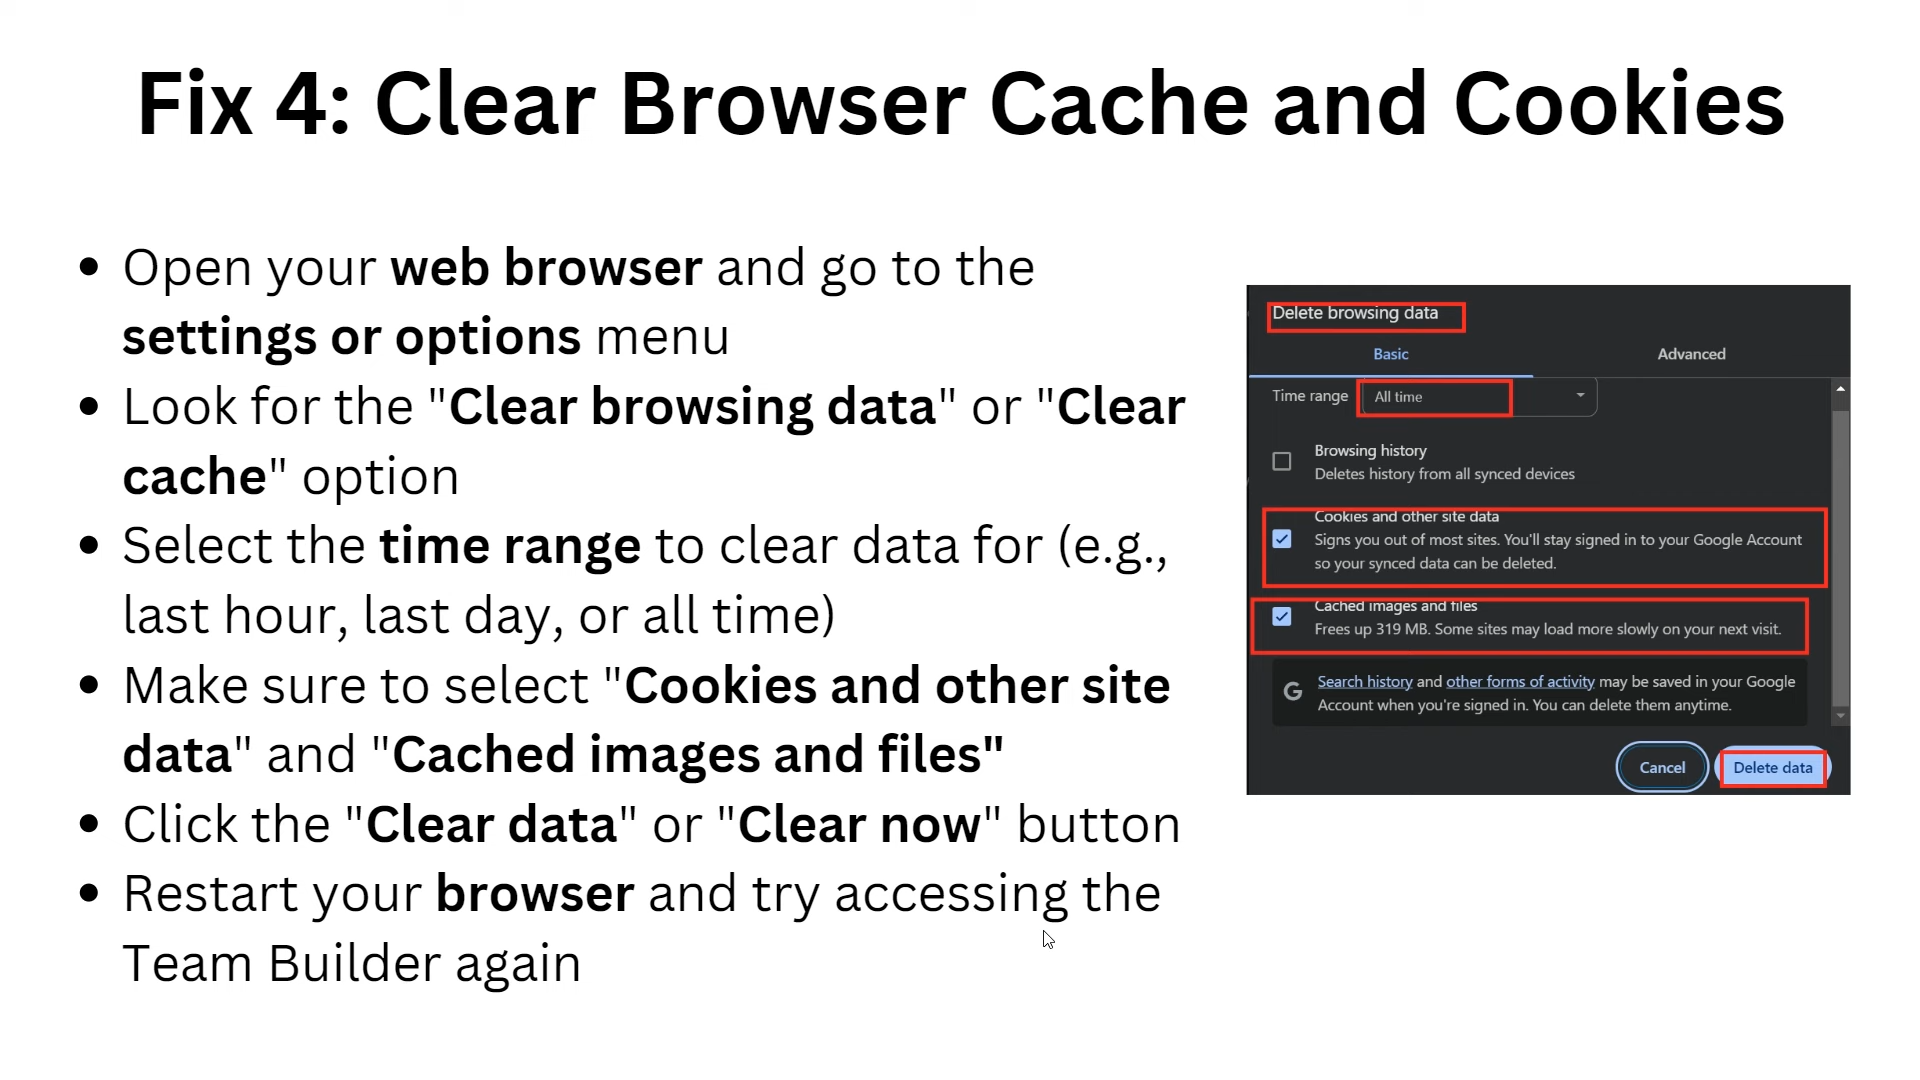 Fix 4: Clear Browser Cache and Cookies
• Open your web browser and go to the
settings or options menu
• Look for the "Clear browsing data" or "Clear
cache" option
• Select the time range to clear data for (e.g.,
last hour, last day, or all time)
• Make sure to select "Cookies and other site
data" and "Cached images and files"
• Click the "Clear data" or "Clear now" button
• Restart your browser and try accessing the
Team Builder again
Delete browsing data
Basic Advanced
Time range All time
Browsing history
Deletes history from all synced devices
Cookies and other site data
Signs you out of most sites. You'll stay signed in to your Google Account
so your synced data can be deleted.
Cached images and files
Frees up 319 MB. Some sites may load more slowly on your next visit.
G Search history and other forms of activity may be saved in your Google
Account when you're signed in. You can delete them anytime.
Cancel Delete data